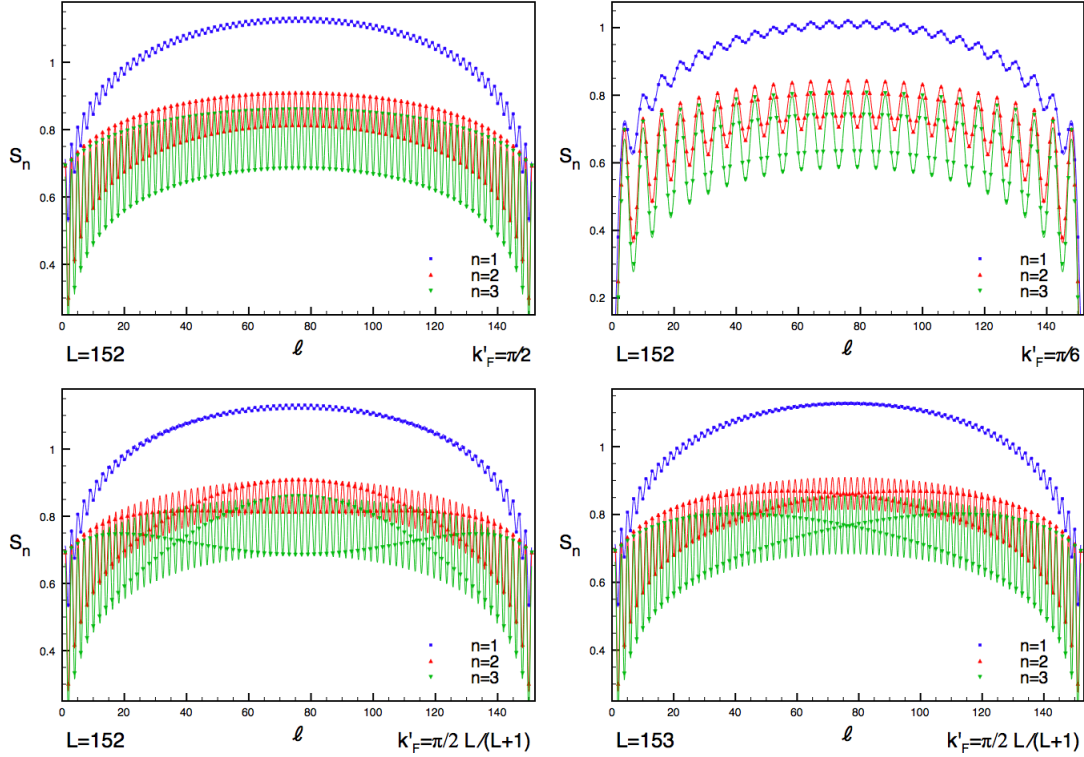 1
0.8
0.6
0.4
Sn
n=1
n=2
n=3
0 20 40 60 80 100 120 140
L=152 ℓ k'F=π/2
1
0.8
0.6
0.4
0.2
Sn
n=1
n=2
n=3
0 20 40 60 80 100 120 140
L=152 ℓ k'F=π/6
1
0.8
0.6
0.4
Sn
n=1
n=2
n=3
0 20 40 60 80 100 120 140
L=152 ℓ k'F=π/2 L/(L+1)
1
0.8
0.6
0.4
Sn
n=1
n=2
n=3
0 20 40 60 80 100 120 140
L=153 ℓ k'F=π/2 L/(L+1)